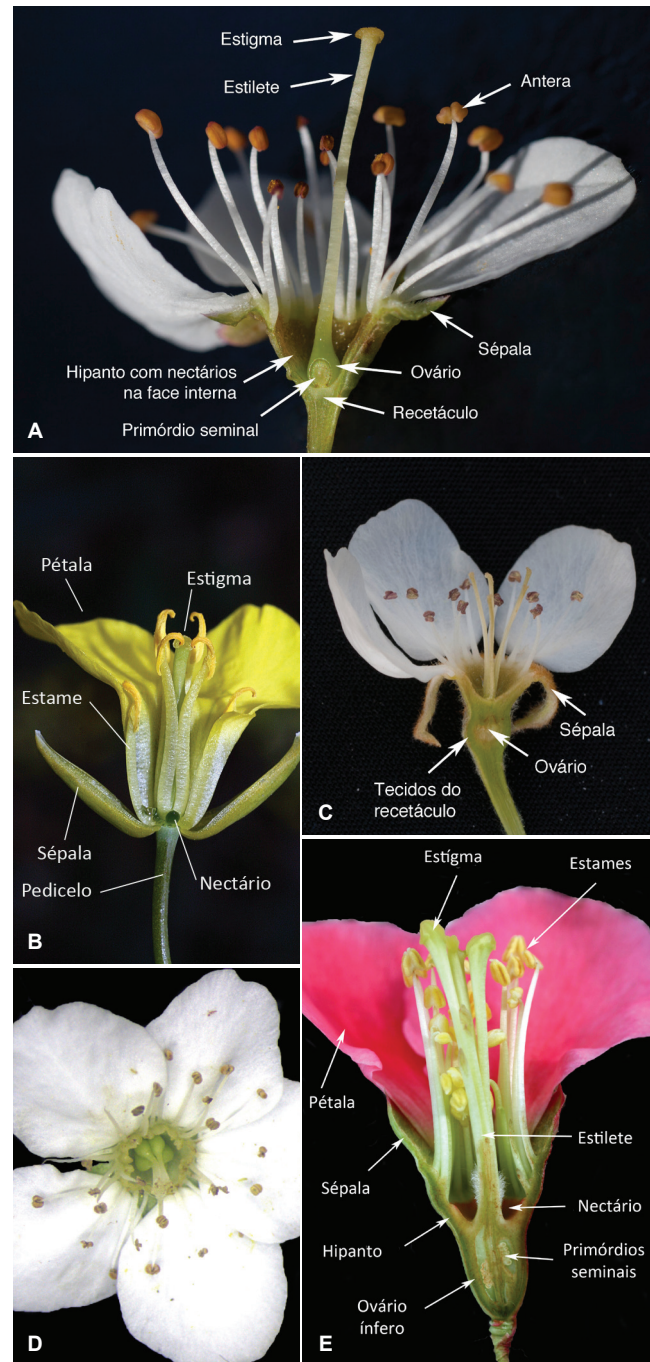 Estigma
Estilete
Antera
Sépala
Hipanto com nectários
na face interna
Ovário
Primórdio seminal
Recetáculo
A
Pétala
Estigma
Estame
Sépala
Pedicelo
Nectário
B
Sépala
Ovário
Tecidos do
recetáculo
C
D
Estigma
Estames
Pétala
Estilete
Sépala
Nectário
Hipanto
Primórdios
seminais
Ovário
ínfero
E